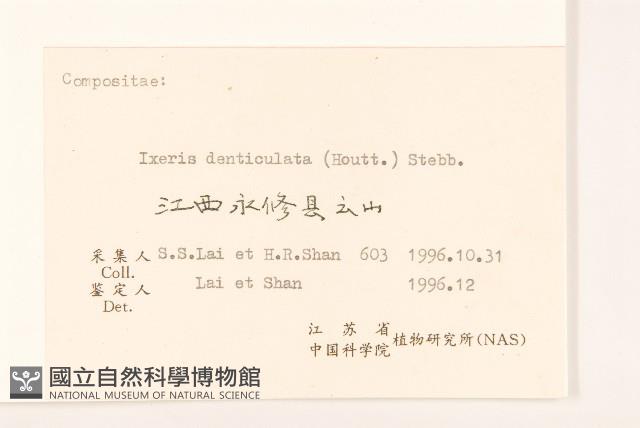 Compositae:
Ixeris denticulata (Houtt.) Stebb.
江西永修县云山
采集人 S.S.Lai et H.R.Shan 603 1996.10.31
Coll.
鉴定人 Lai et Shan 1996.12
Det.
江苏省
中国科学院 植物研究所(NAS)
國立自然科學博物館
NATIONAL MUSEUM OF NATURAL SCIENCE